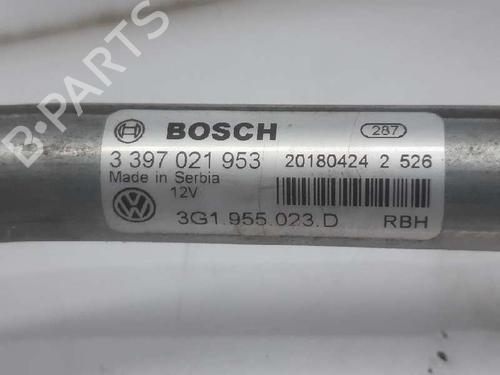 BOSCH 287
3 397 021 953 20180424 2 526
Made in Serbia
12V
3G1.955.023.D RBH
B-PARTS